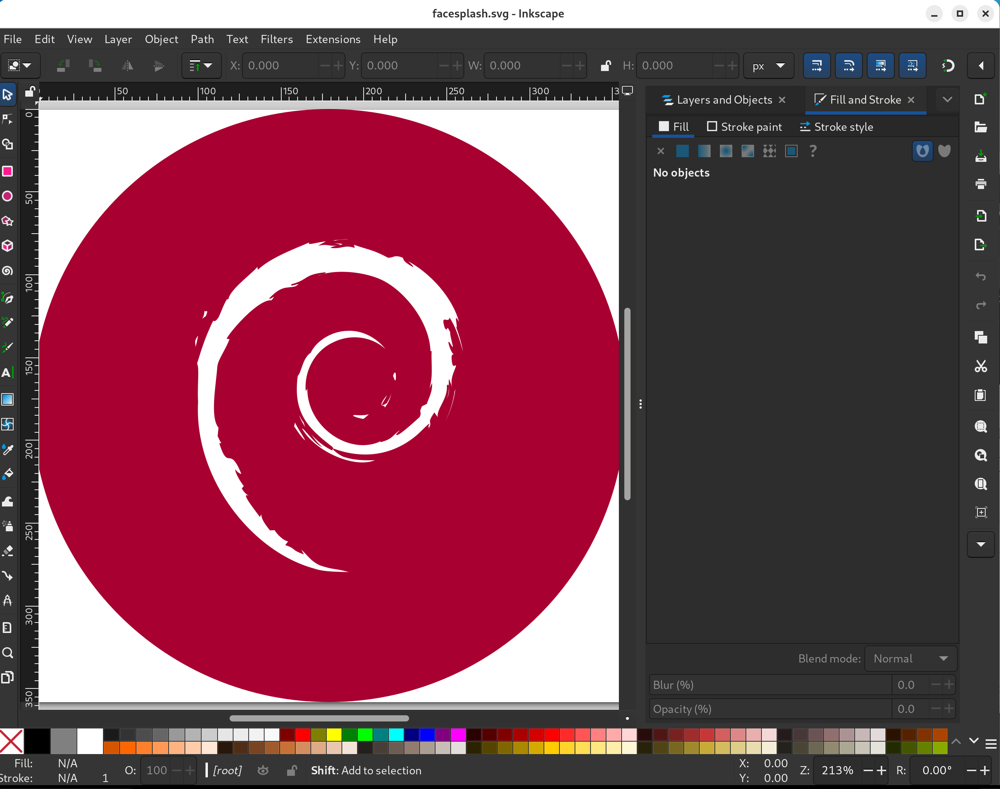 facesplash.svg - Inkscape
File Edit View Layer Object Path Text Filters Extensions Help
X: 0.000 Y: 0.000 W: 0.000 H: 0.000 px
50 100 150 200 250 300 3
Layers and Objects Fill and Stroke
Fill Stroke paint Stroke style
?
No objects
0
50
100
150
200
250
300
350
A
Blend mode: Normal
Blur (%) 0.0
Opacity (%) 0.0
Fill: N/A
Stroke: N/A 1
O: 100 [root] Shift: Add to selection
X: 0.00
Y: 0.00
Z: 213% R: 0.00°